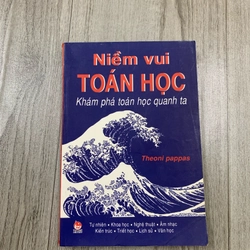 Niềm vui
TOÁN HỌC
Khám phá toán học quanh ta
Theoni pappas
Tự nhiên • Khoa học • Nghệ thuật • Âm nhạc
Kiến trúc • Triết học • Lịch sử • Văn học